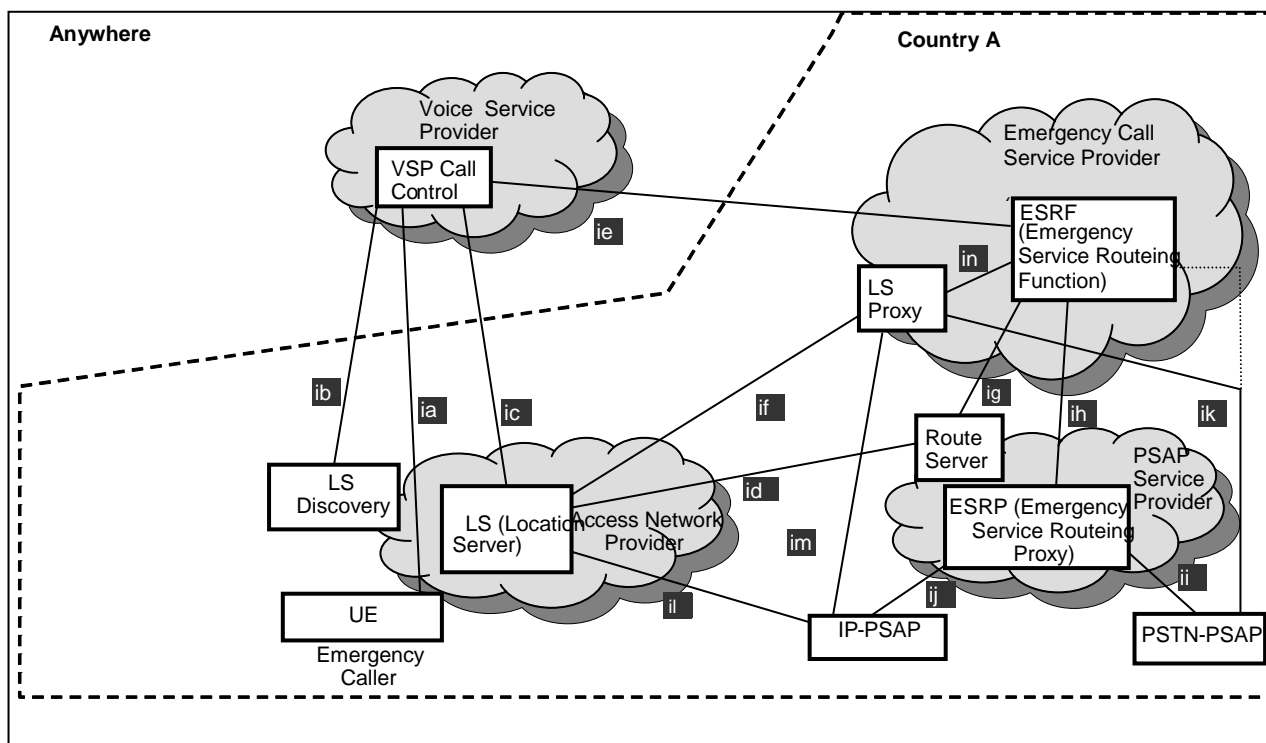 Anywhere
Country A
Voice Service
Provider
VSP Call
Control
Emergency Call
Service Provider
ESRF
(Emergency
Service Routeing
Function)
ie
in
LS
Proxy
ib
ia
ic
if
ig
ih
ik
Route
Server
PSAP
Service
Provider
LS
Discovery
LS (Location
Server)
Access Network
Provider
id
ESRP (Emergency
Service Routeing
Proxy)
im
ii
il
ij
UE
Emergency
Caller
IP-PSAP
PSTN-PSAP